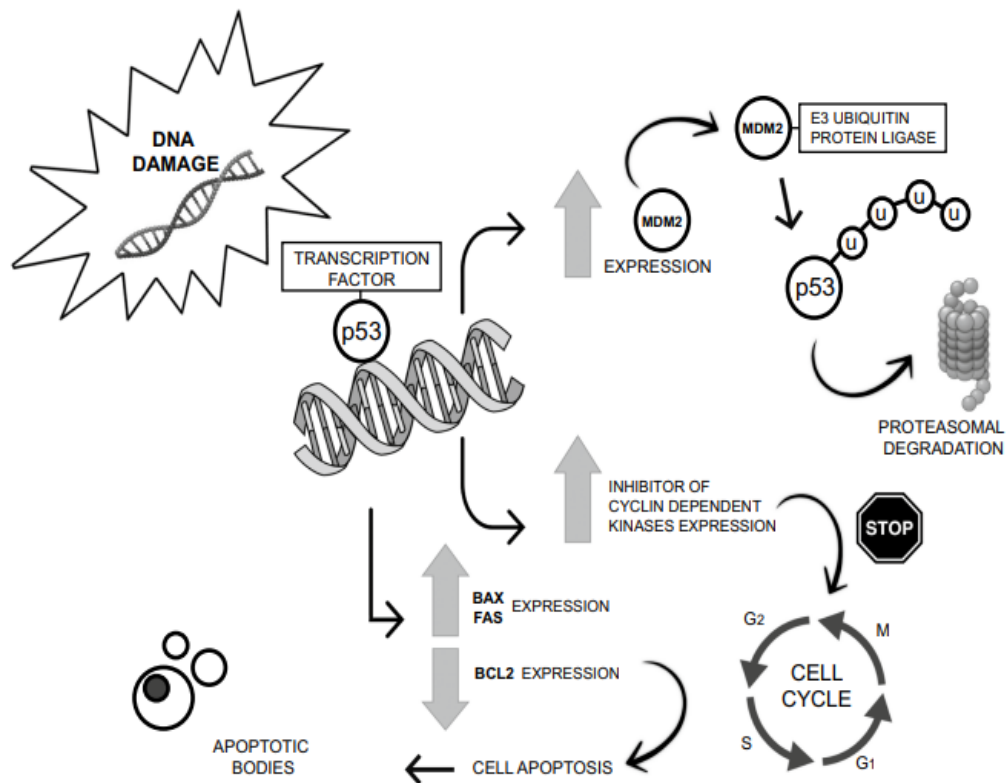 DNA
DAMAGE
TRANSCRIPTION
FACTOR
p53
MDM2
EXPRESSION
MDM2
E3 UBIQUITIN
PROTEIN LIGASE
u
u
u
u
p53
PROTEASOMAL
DEGRADATION
INHIBITOR OF
CYCLIN DEPENDENT
KINASES EXPRESSION
STOP
BAX
FAS EXPRESSION
BCL2 EXPRESSION
CELL APOPTOSIS
APOPTOTIC
BODIES
G2
M
CELL
CYCLE
S
G1